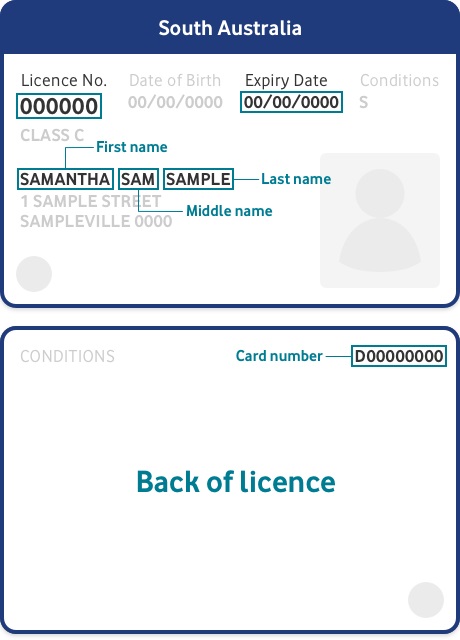 South Australia
Licence No. Date of Birth Expiry Date Conditions
000000 00/00/0000 00/00/0000 S
CLASS C
First name
SAMANTHA SAM SAMPLE Last name
1 SAMPLE STREET
Middle name
SAMPLEVILLE 0000
CONDITIONS Card number D00000000
Back of licence